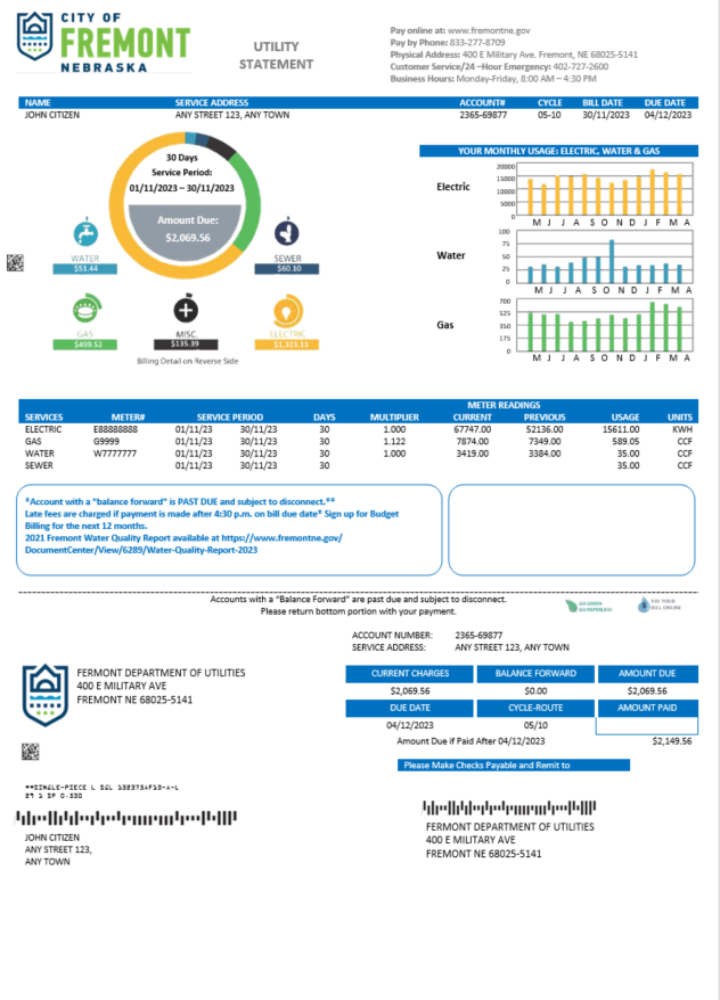 CITY OF
FREMONT
NEBRASKA
UTILITY
STATEMENT
Pay online at: www.fremontne.gov
Pay by Phone: 833-277-8709
Physical Address: 400 E Military Ave. Fremont, NE 68025-5141
Customer Service/24 –Hour Emergency: 402-727-2600
Business Hours: Monday-Friday, 8:00 AM – 4:30 PM
NAME SERVICE ADDRESS ACCOUNT# CYCLE BILL DATE DUE DATE
JOHN CITIZEN ANY STREET 123, ANY TOWN 2365-69877 05-10 30/11/2023 04/12/2023
30 Days
Service Period:
01/11/2023 – 30/11/2023
Amount Due:
$2,069.56
WATER
$51.44
SEWER
$60.10
GAS
$499.52
MISC.
$135.39
ELECTRIC
$1,323.11
Billing Detail on Reverse Side
YOUR MONTHLY USAGE: ELECTRIC, WATER & GAS
Electric
20000
15000
10000
5000
0
M J J A S O N D J F M A
Water
100
75
50
25
0
M J J A S O N D J F M A
Gas
700
525
350
175
0
M J J A S O N D J F M A
METER READINGS
SERVICES METER# SERVICE PERIOD DAYS MULTIPLIER CURRENT PREVIOUS USAGE UNITS
ELECTRIC E88888888 01/11/23 30/11/23 30 1.000 67747.00 52136.00 15611.00 KWH
GAS G9999 01/11/23 30/11/23 30 1.122 7874.00 7349.00 589.05 CCF
WATER W7777777 01/11/23 30/11/23 30 1.000 3419.00 3384.00 35.00 CCF
SEWER 01/11/23 30/11/23 30 35.00 CCF
*Account with a "balance forward" is PAST DUE and subject to disconnect.**
Late fees are charged if payment is made after 4:30 p.m. on bill due date* Sign up for Budget
Billing for the next 12 months.
2021 Fremont Water Quality Report available at https://www.fremontne.gov/
DocumentCenter/View/6289/Water-Quality-Report-2023
Accounts with a "Balance Forward" are past due and subject to disconnect.
Please return bottom portion with your payment.
GO GREEN
GO PAPERLESS
PAY YOUR
BILL ONLINE
ACCOUNT NUMBER: 2365-69877
SERVICE ADDRESS: ANY STREET 123, ANY TOWN
FERMONT DEPARTMENT OF UTILITIES
400 E MILITARY AVE
FREMONT NE 68025-5141
CURRENT CHARGES BALANCE FORWARD AMOUNT DUE
$2,069.56 $0.00 $2,069.56
DUE DATE CYCLE-ROUTE AMOUNT PAID
04/12/2023 05/10
Amount Due if Paid After 04/12/2023 $2,149.56
Please Make Checks Payable and Remit to
JOHN CITIZEN
ANY STREET 123,
ANY TOWN
FERMONT DEPARTMENT OF UTILITIES
400 E MILITARY AVE
FREMONT NE 68025-5141